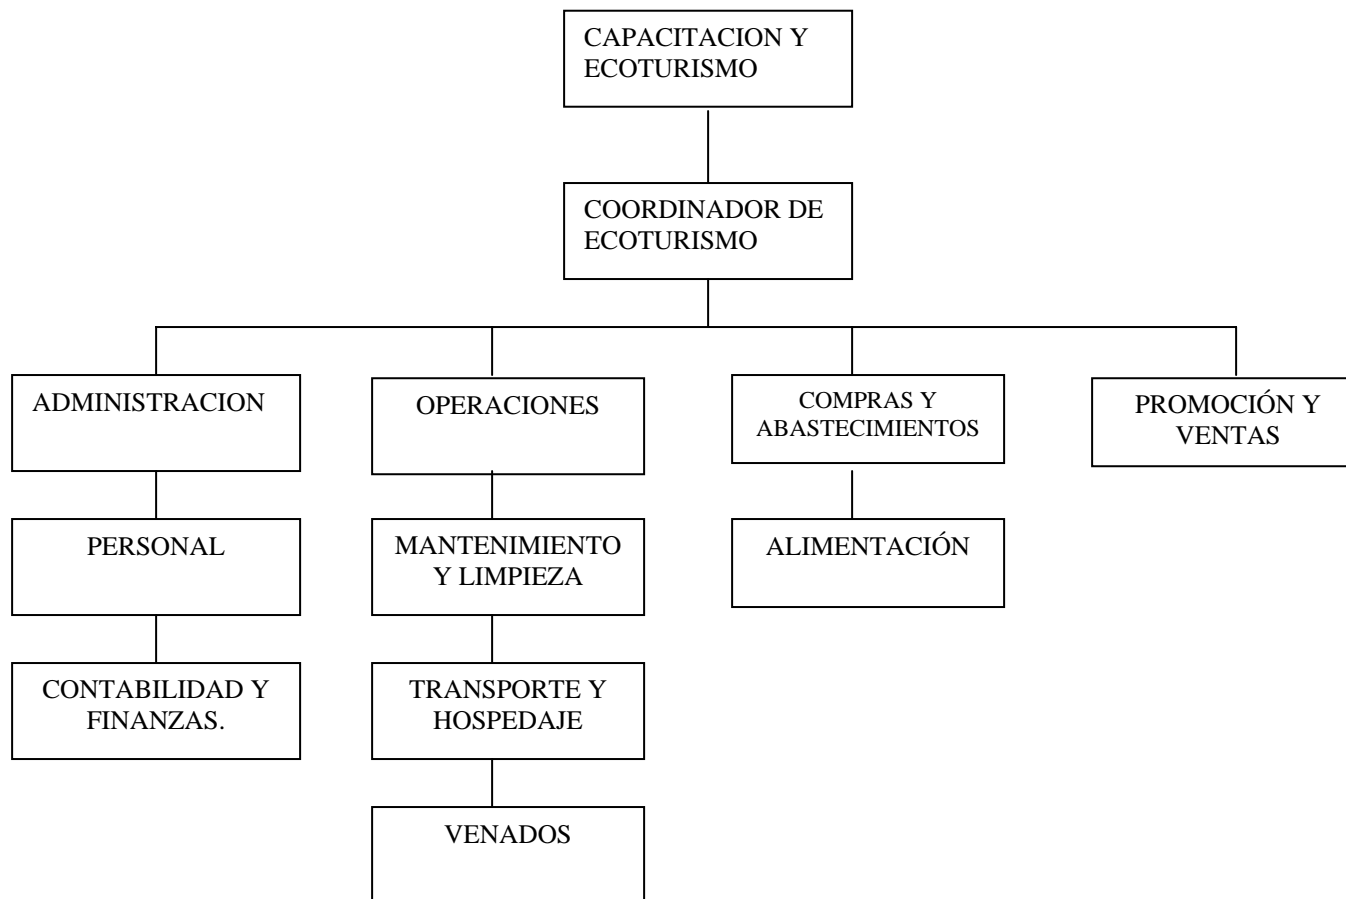 CAPACITACION Y
ECOTURISMO
COORDINADOR DE
ECOTURISMO
ADMINISTRACION
OPERACIONES
COMPRAS Y
ABASTECIMIENTOS
PROMOCIÓN Y
VENTAS
PERSONAL
MANTENIMIENTO
Y LIMPIEZA
ALIMENTACIÓN
CONTABILIDAD Y
FINANZAS.
TRANSPORTE Y
HOSPEDAJE
VENADOS